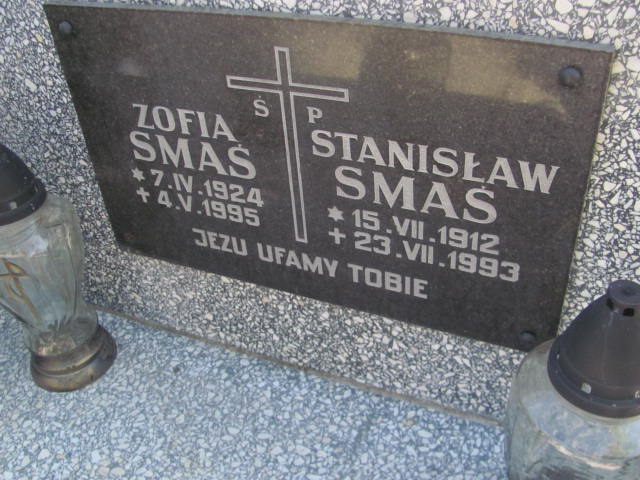 Ś P
ZOFIA
SMAŚ
* 7.IV.1924
+ 4.V.1995
STANISŁAW
SMAŚ
* 15.VII.1912
+ 23.VII.1993
JEZU UFAMY TOBIE